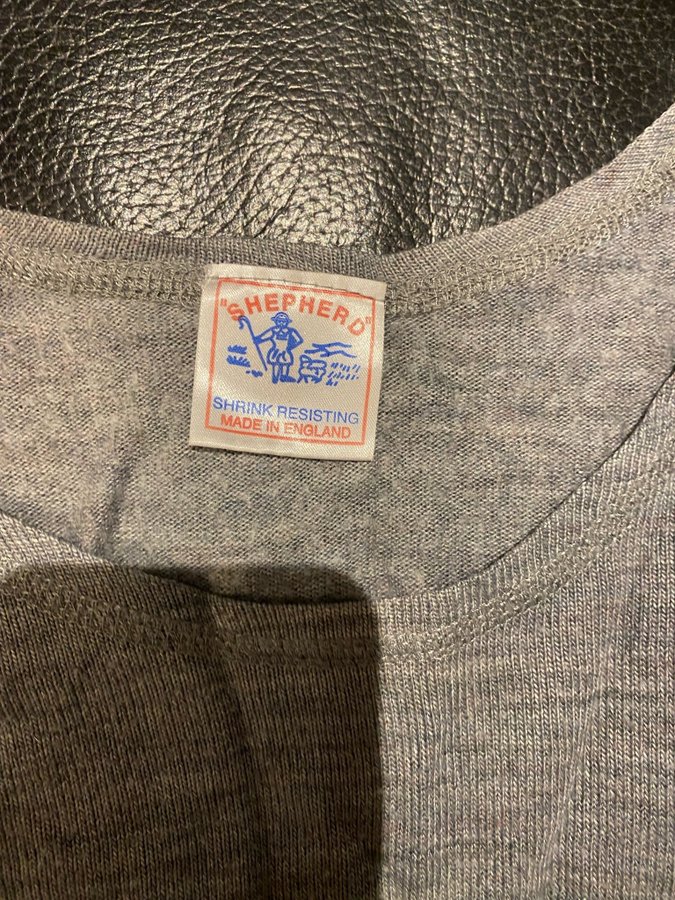 "SHEPHERD"
SHRINK RESISTING
MADE IN ENGLAND